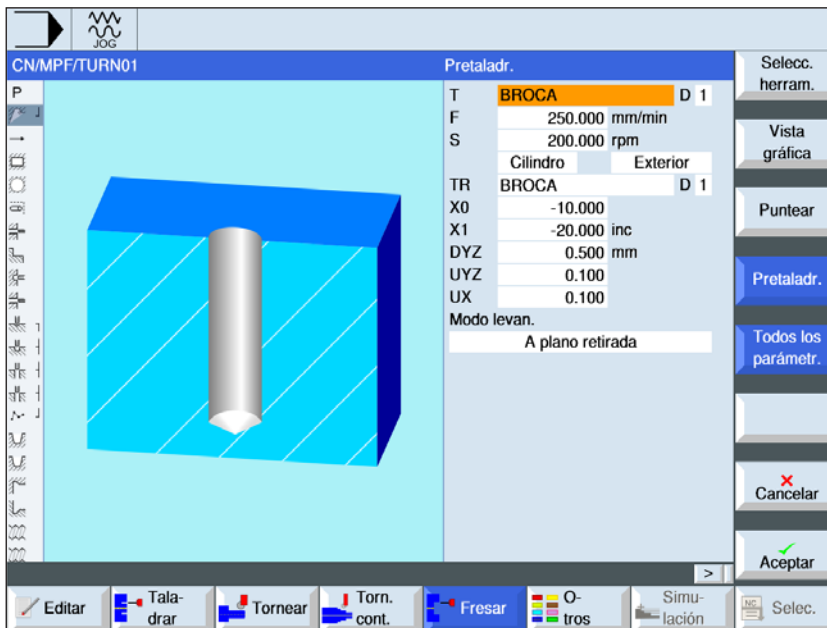 JOG
CN/MPF/TURN01
Pretaladr.
P
T BROCA D 1
F 250.000 mm/min
S 200.000 rpm
Cilindro Exterior
TR BROCA D 1
X0 -10.000
X1 -20.000 inc
DYZ 0.500 mm
UYZ 0.100
UX 0.100
Modo levan.
A plano retirada
Selecc.
herram.
Vista
gráfica
Puntear
Pretaladr.
Todos los
parámetr.
Cancelar
Aceptar
>
Editar
Tala-
drar
Tornear
Torn.
cont.
Fresar
O-
tros
Simu-
lación
NC
Selec.